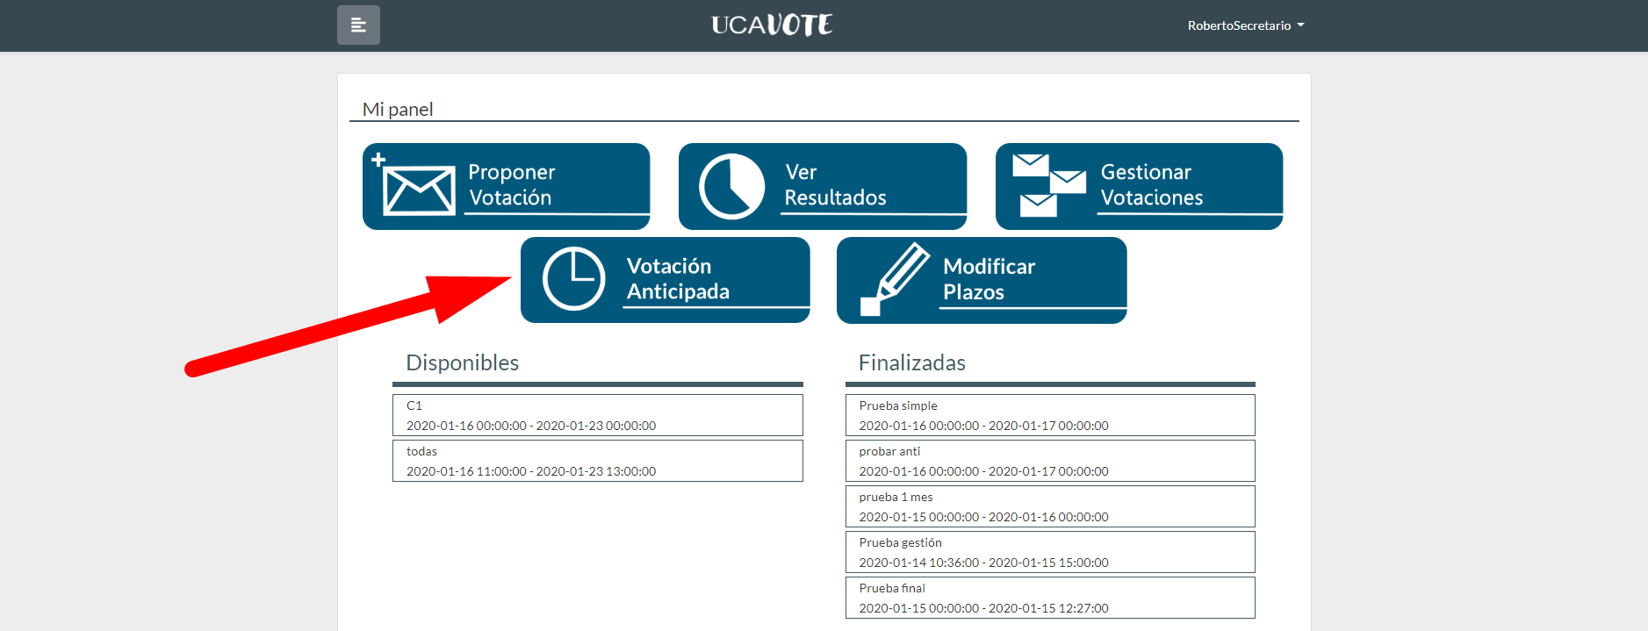 UCAVOTE
RobertoSecretario
Mi panel
Proponer
Votación
Ver
Resultados
Gestionar
Votaciones
Votación
Anticipada
Modificar
Plazos
Disponibles
C1
2020-01-16 00:00:00 - 2020-01-23 00:00:00
todas
2020-01-16 11:00:00 - 2020-01-23 13:00:00
Finalizadas
Prueba simple
2020-01-16 00:00:00 - 2020-01-17 00:00:00
probar anti
2020-01-16 00:00:00 - 2020-01-17 00:00:00
prueba 1 mes
2020-01-15 00:00:00 - 2020-01-16 00:00:00
Prueba gestión
2020-01-14 10:36:00 - 2020-01-15 15:00:00
Prueba final
2020-01-15 00:00:00 - 2020-01-15 12:27:00